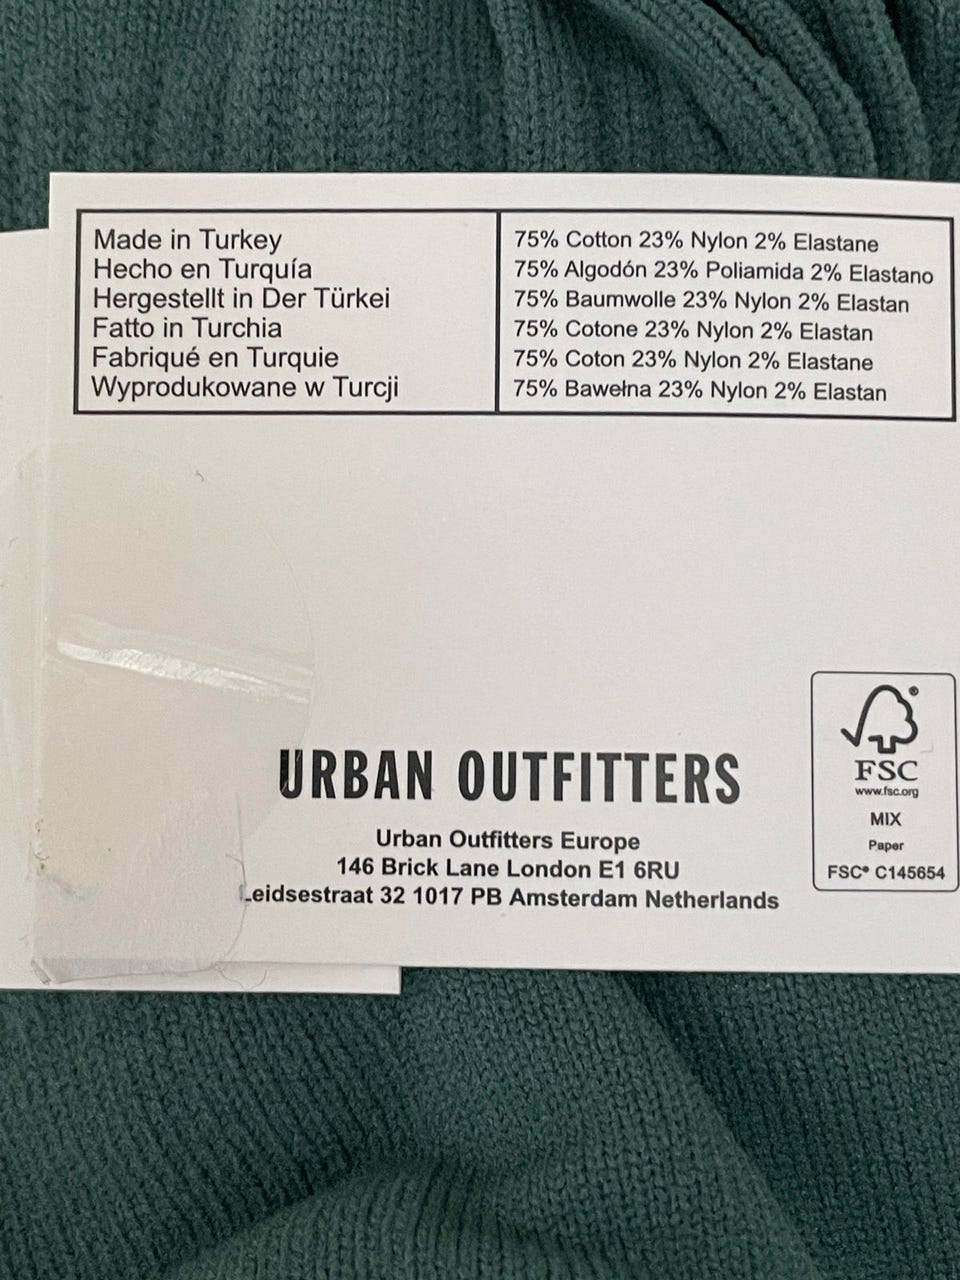 Made in Turkey
Hecho en Turquía
Hergestellt in Der Türkei
Fatto in Turchia
Fabriqué en Turquie
Wyprodukowane w Turcji
75% Cotton 23% Nylon 2% Elastane
75% Algodón 23% Poliamida 2% Elastano
75% Baumwolle 23% Nylon 2% Elastan
75% Cotone 23% Nylon 2% Elastan
75% Coton 23% Nylon 2% Elastane
75% Bawełna 23% Nylon 2% Elastan
URBAN OUTFITTERS
Urban Outfitters Europe
146 Brick Lane London E1 6RU
Leidsestraat 32 1017 PB Amsterdam Netherlands
®
FSC
www.fsc.org
MIX
Paper
FSC® C145654